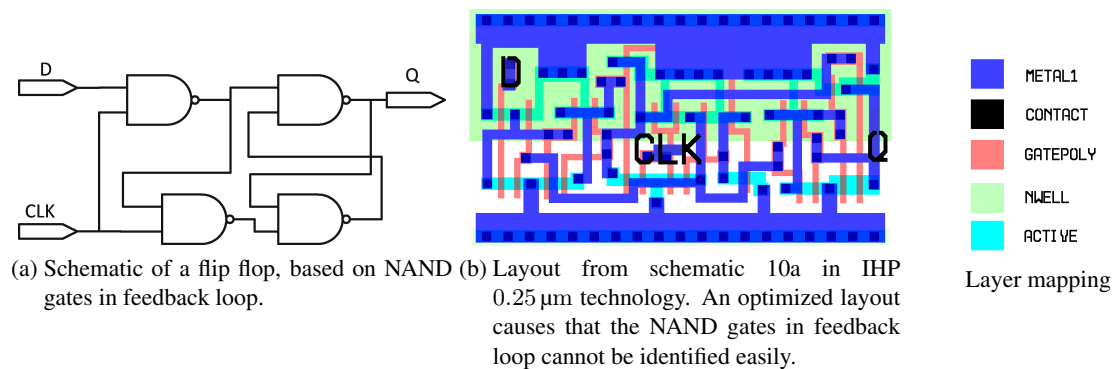 D
Q
CLK
(a) Schematic of a flip flop, based on NAND
gates in feedback loop.
D
CLK
Q
(b) Layout from schematic 10a in IHP
0.25 µm technology. An optimized layout
causes that the NAND gates in feedback
loop cannot be identified easily.
METAL1
CONTACT
GATEPOLY
NWELL
ACTIVE
Layer mapping